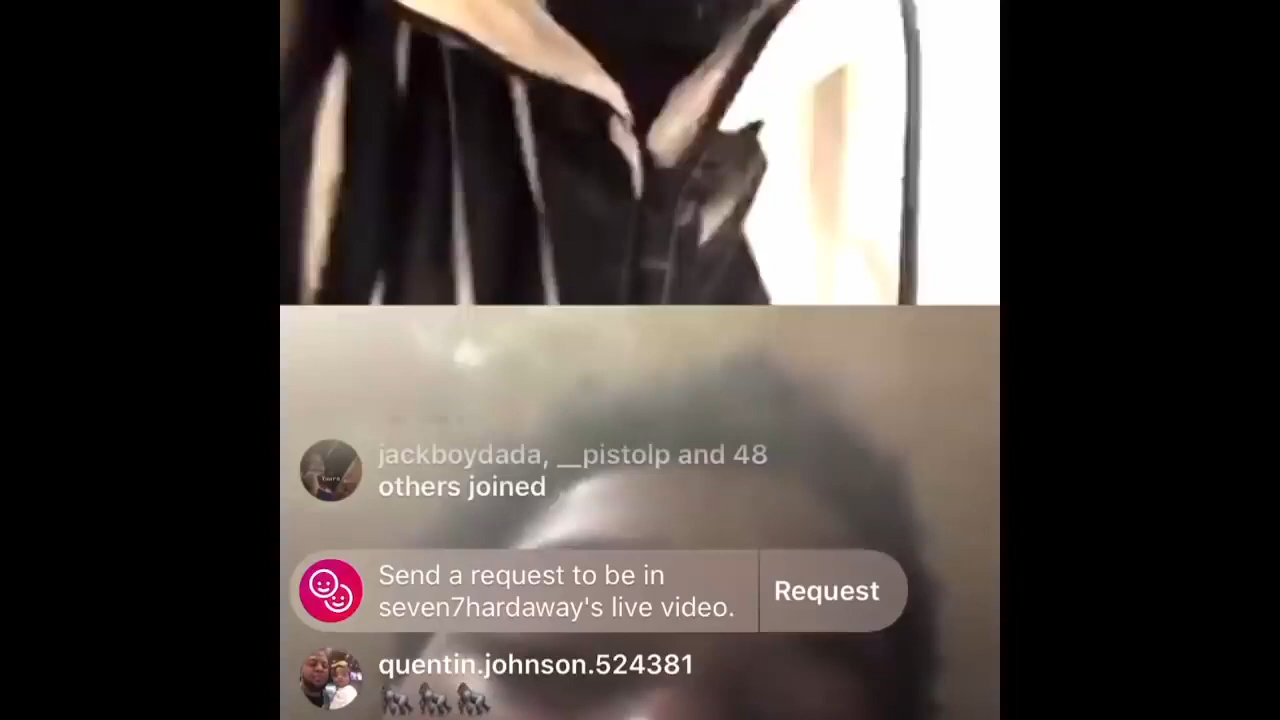 jackboydada, __pistolp and 48
others joined
Send a request to be in
seven7hardaway's live video.
Request
quentin.johnson.524381
🦍🦍🦍